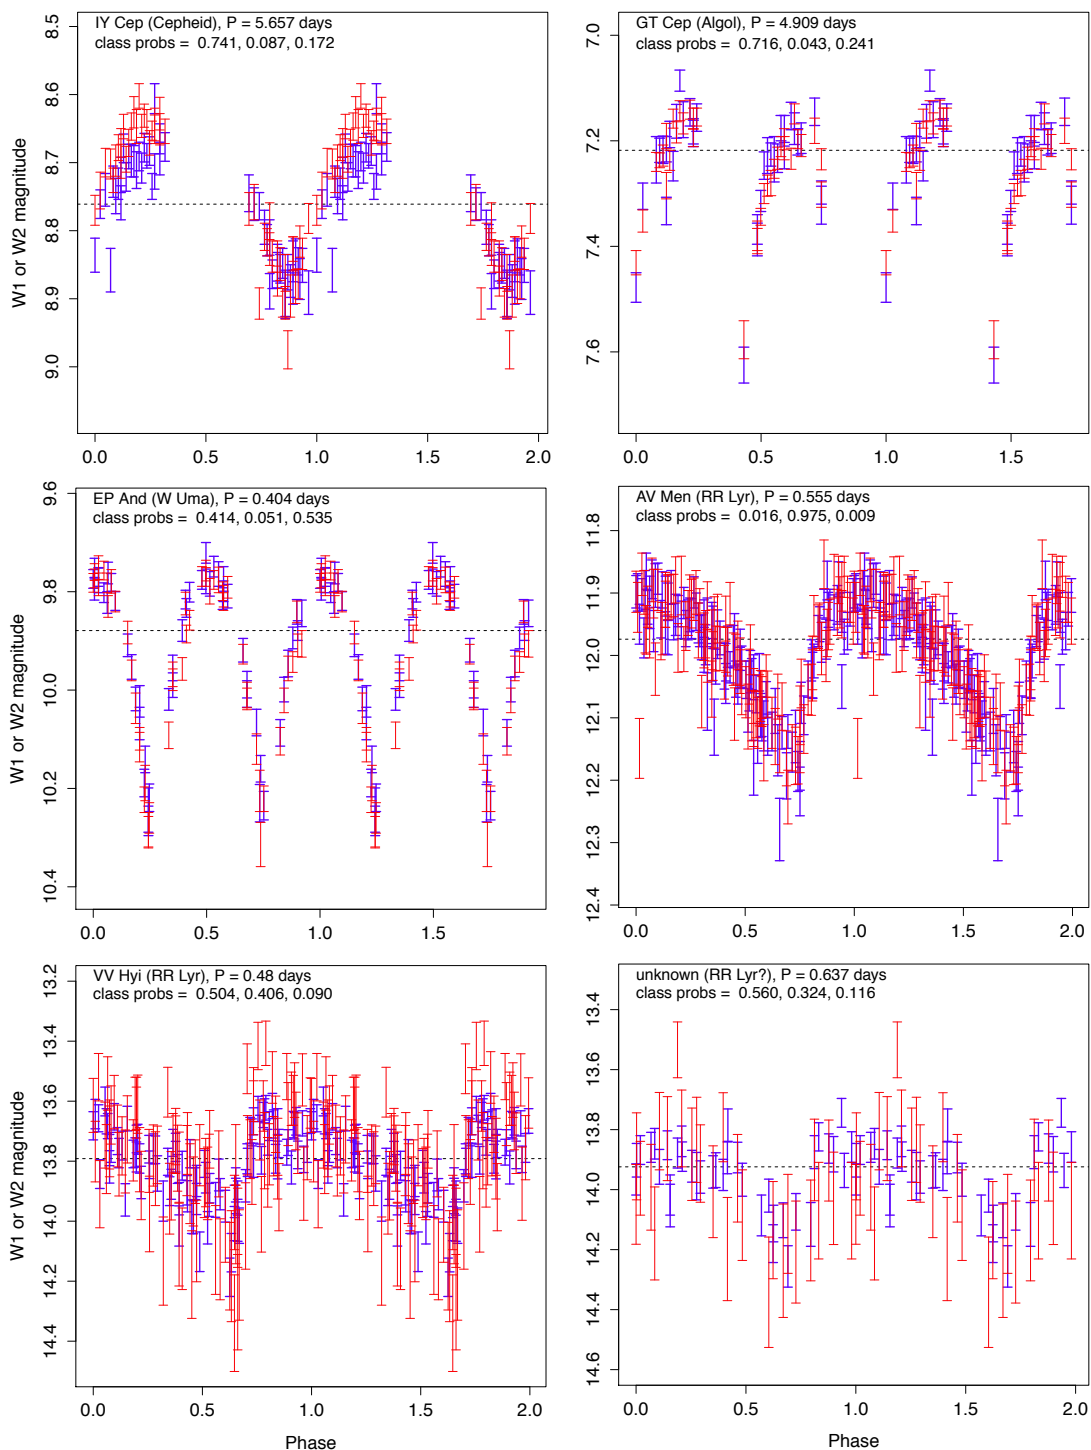 IY Cep (Cepheid), P = 5.657 days
class probs = 0.741, 0.087, 0.172
W1 or W2 magnitude
8.5
8.6
8.7
8.8
8.9
9.0
0.0 0.5 1.0 1.5 2.0
GT Cep (Algol), P = 4.909 days
class probs = 0.716, 0.043, 0.241
7.0
7.2
7.4
7.6
0.0 0.5 1.0 1.5
EP And (W Uma), P = 0.404 days
class probs = 0.414, 0.051, 0.535
W1 or W2 magnitude
9.6
9.8
10.0
10.2
10.4
0.0 0.5 1.0 1.5
AV Men (RR Lyr), P = 0.555 days
class probs = 0.016, 0.975, 0.009
11.8
11.9
12.0
12.1
12.2
12.3
12.4
0.0 0.5 1.0 1.5 2.0
VV Hyi (RR Lyr), P = 0.48 days
class probs = 0.504, 0.406, 0.090
W1 or W2 magnitude
13.2
13.4
13.6
13.8
14.0
14.2
14.4
0.0 0.5 1.0 1.5 2.0
Phase
unknown (RR Lyr?), P = 0.637 days
class probs = 0.560, 0.324, 0.116
13.4
13.6
13.8
14.0
14.2
14.4
14.6
0.0 0.5 1.0 1.5 2.0
Phase